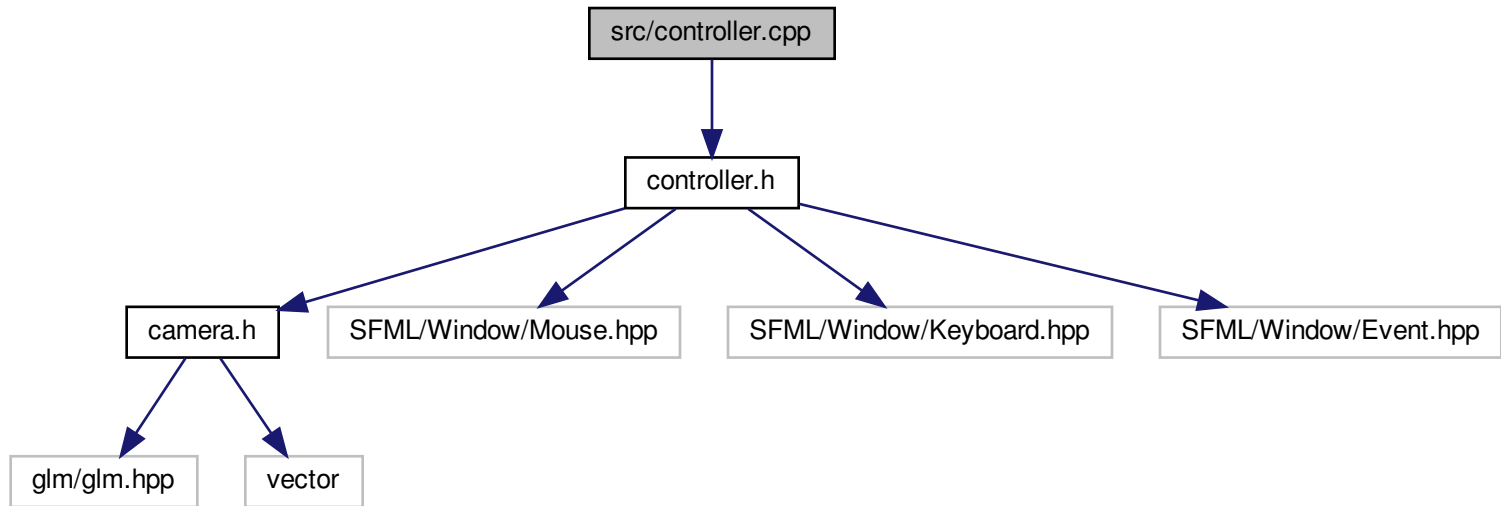 src/controller.cpp
controller.h
camera.h
SFML/Window/Mouse.hpp
SFML/Window/Keyboard.hpp
SFML/Window/Event.hpp
glm/glm.hpp
vector